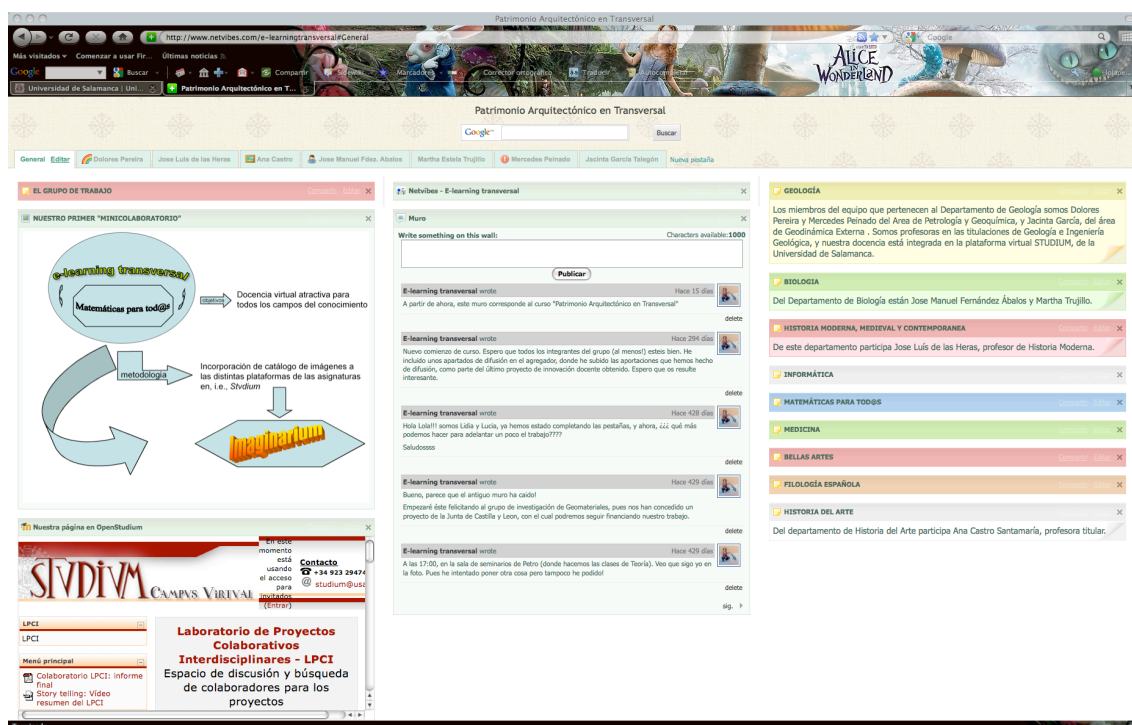 Patrimonio Arquitectónico en Transversal
http://www.netvibes.com/e-learningtransversal#General
Google
Más visitados Comenzar a usar Fir... Últimas noticias
ALICE
IN
WONDERLAND
Google Buscar Compartir Sidewiki Marcadores Corrector ortográfico Traducir Autocompletar
Universidad de Salamanca | Uni... Patrimonio Arquitectónico en T...
Patrimonio Arquitectónico en Transversal
Google Buscar
General Editar Dolores Pereira Jose Luis de las Heras Ana Castro Jose Manuel Fdez. Abalos Martha Estela Trujillo Mercedes Peinado Jacinta García Talegón Nueva pestaña
EL GRUPO DE TRABAJO Compartir Editar
NUESTRO PRIMER "MINICOLABORATORIO"
e-learning transversal
Matemáticas para tod@s
objetivos
Docencia virtual atractiva para
todos los campos del conocimiento
metodología
Incorporación de catálogo de imágenes a
las distintas plataformas de las asignaturas
en, i.e., Stvdium
Imaginarium
Nuestra página en OpenStudium
STVDIVM
CAMPVS VIRTVAL
En este
momento
está
usando
el acceso
para
invitados
(Entrar)
Contacto
+34 923 29474
@ studium@usa
LPCI
LPCI
Menú principal
Colaboratorio LPCI: informe
final
Story telling: Vídeo
resumen del LPCI
Laboratorio de Proyectos
Colaborativos
Interdisciplinares - LPCI
Espacio de discusión y búsqueda
de colaboradores para los
proyectos
Netvibes - E-learning transversal
Muro
Write something on this wall: Characters available:1000
Publicar
E-learning transversal wrote Hace 15 días
A partir de ahora, este muro corresponde al curso "Patrimonio Arquitectónico en Transversal"
delete
E-learning transversal wrote Hace 294 días
Nuevo comienzo de curso. Espero que todos los integrantes del grupo (al menos!) esteis bien. He
incluido unos apartados de difusión en el agregador, donde he subido las aportaciones que hemos hecho
de difusión, como parte del último proyecto de innovación docente obtenido. Espero que os resulte
interesante.
delete
E-learning transversal wrote Hace 428 días
Hola Lola!!! somos Lidia y Lucia, ya hemos estado completando las pestañas, y ahora, ¿¿¿ qué más
podemos hacer para adelantar un poco el trabajo????
Saludossss
delete
E-learning transversal wrote Hace 429 días
Bueno, parece que el antiguo muro ha caido!
Empezaré éste felicitando al grupo de investigación de Geomateriales, pues nos han concedido un
proyecto de la Junta de Castilla y Leon, con el cual podremos seguir financiando nuestro trabajo.
delete
E-learning transversal wrote Hace 429 días
A las 17:00, en la sala de seminarios de Petro (donde hacemos las clases de Teoría). Veo que sigo yo en
la foto. Pues he intentado poner otra cosa pero tampoco he podido!
delete
sig.
GEOLOGÍA
Los miembros del equipo que pertenecen al Departamento de Geología somos Dolores
Pereira y Mercedes Peinado del Area de Petrología y Geoquímica, y Jacinta García, del área
de Geodinámica Externa . Somos profesoras en las titulaciones de Geología e Ingeniería
Geológica, y nuestra docencia está integrada en la plataforma virtual STUDIUM, de la
Universidad de Salamanca.
BIOLOGIA
Del Departamento de Biología están Jose Manuel Fernández Ábalos y Martha Trujillo.
HISTORIA MODERNA, MEDIEVAL Y CONTEMPORANEA Compartir Editar
De este departamento participa Jose Luís de las Heras, profesor de Historia Moderna.
INFORMÁTICA
MATEMÁTICAS PARA TOD@S Compartir Editar
MEDICINA
BELLAS ARTES Compartir Editar
FILOLOGÍA ESPAÑOLA Compartir Editar
HISTORIA DEL ARTE
Del departamento de Historia del Arte participa Ana Castro Santamaría, profesora titular.